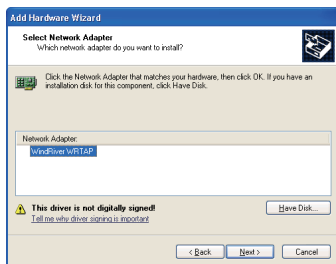 Add Hardware Wizard
Select Network Adapter
Which network adapter do you want to install?
Click the Network Adapter that matches your hardware, then click OK. If you have an
installation disk for this component, click Have Disk.
Network Adapter:
WindRiver WRTAP
This driver is not digitally signed!
Tell me why driver signing is important
Have Disk...
< Back
Next >
Cancel